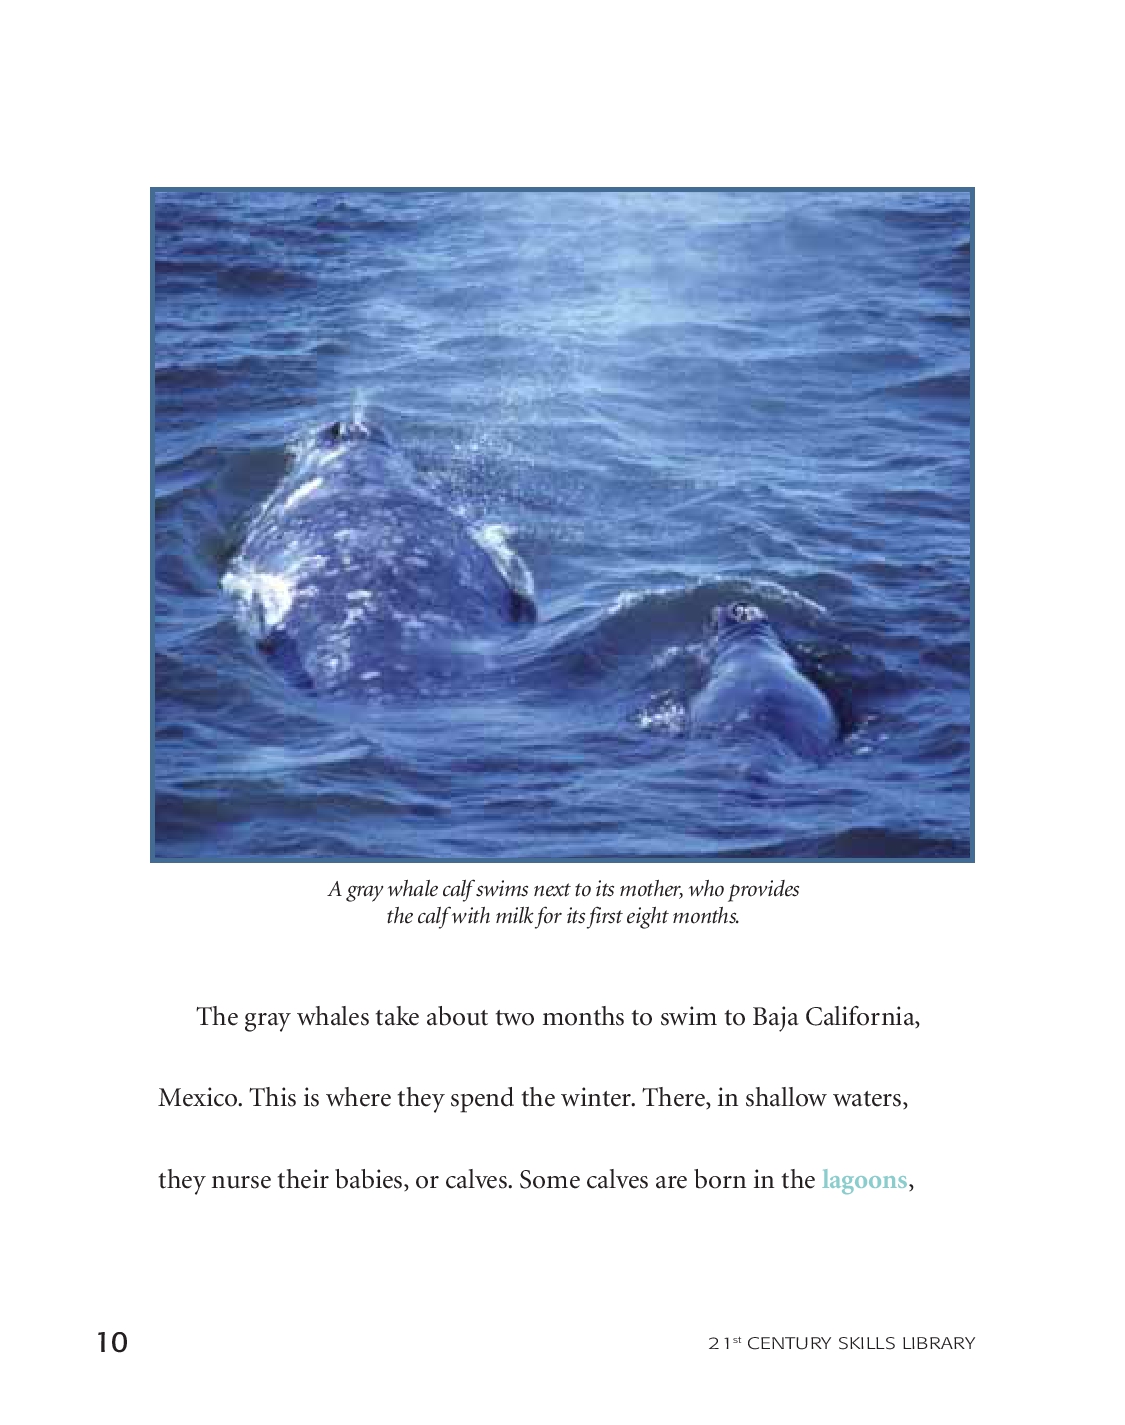 A gray whale calf swims next to its mother, who provides
the calf with milk for its first eight months.
The gray whales take about two months to swim to Baja California,
Mexico. This is where they spend the winter. There, in shallow waters,
they nurse their babies, or calves. Some calves are born in the lagoons,
10
21st CENTURY SKILLS LIBRARY